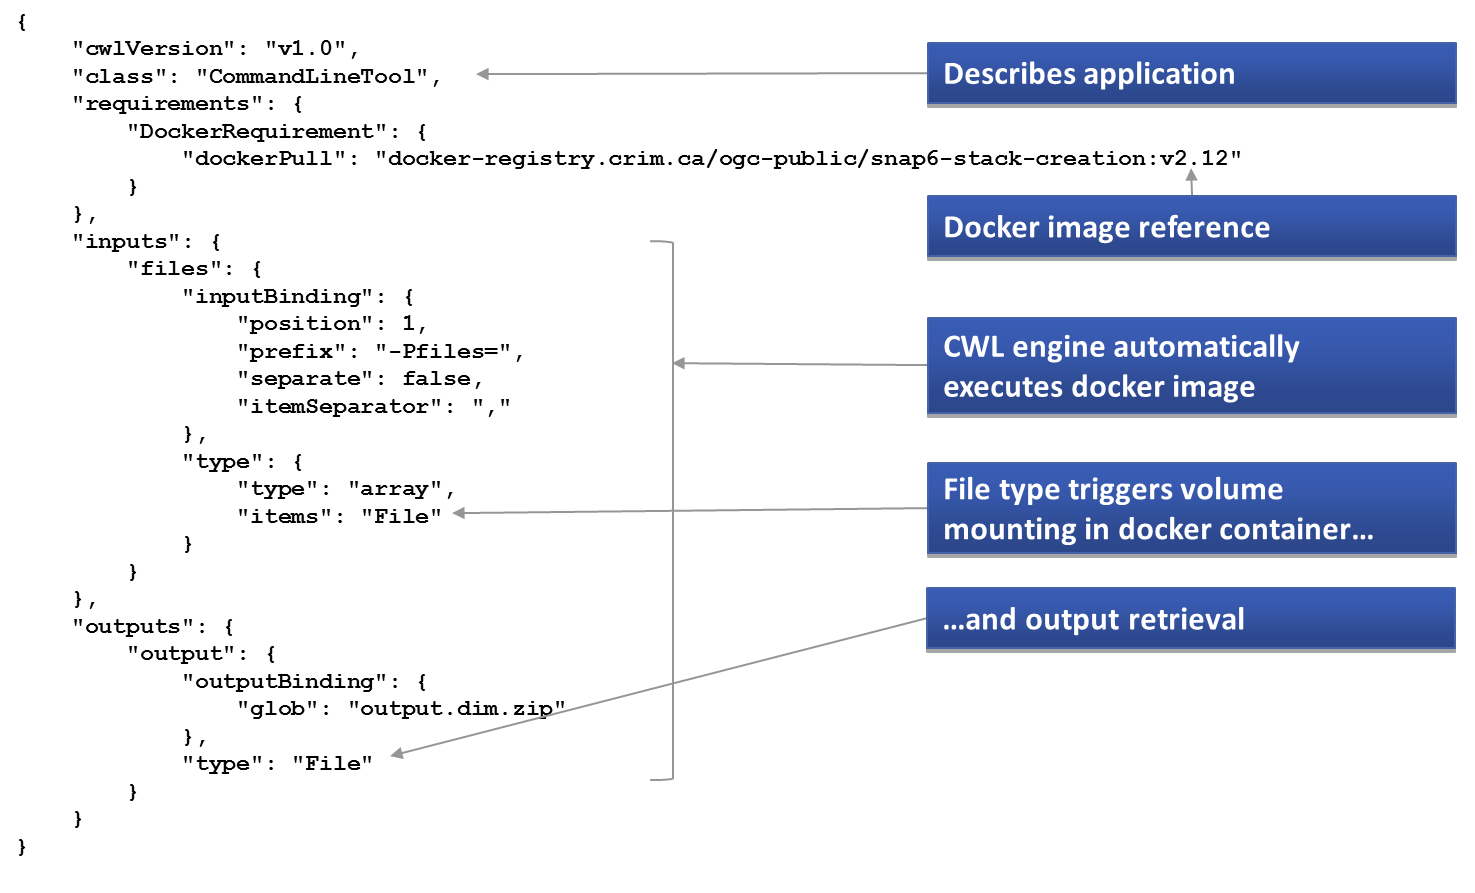 {
    "cwlVersion": "v1.0",
    "class": "CommandLineTool",
    "requirements": {
        "DockerRequirement": {
            "dockerPull": "docker-registry.crim.ca/ogc-public/snap6-stack-creation:v2.12"
        }
    },
    "inputs": {
        "files": {
            "inputBinding": {
                "position": 1,
                "prefix": "-Pfiles=",
                "separate": false,
                "itemSeparator": ","
            },
            "type": {
                "type": "array",
                "items": "File"
            }
        }
    },
    "outputs": {
        "output": {
            "outputBinding": {
                "glob": "output.dim.zip"
            },
            "type": "File"
        }
    }
}
Describes application
Docker image reference
CWL engine automatically
executes docker image
File type triggers volume
mounting in docker container…
…and output retrieval